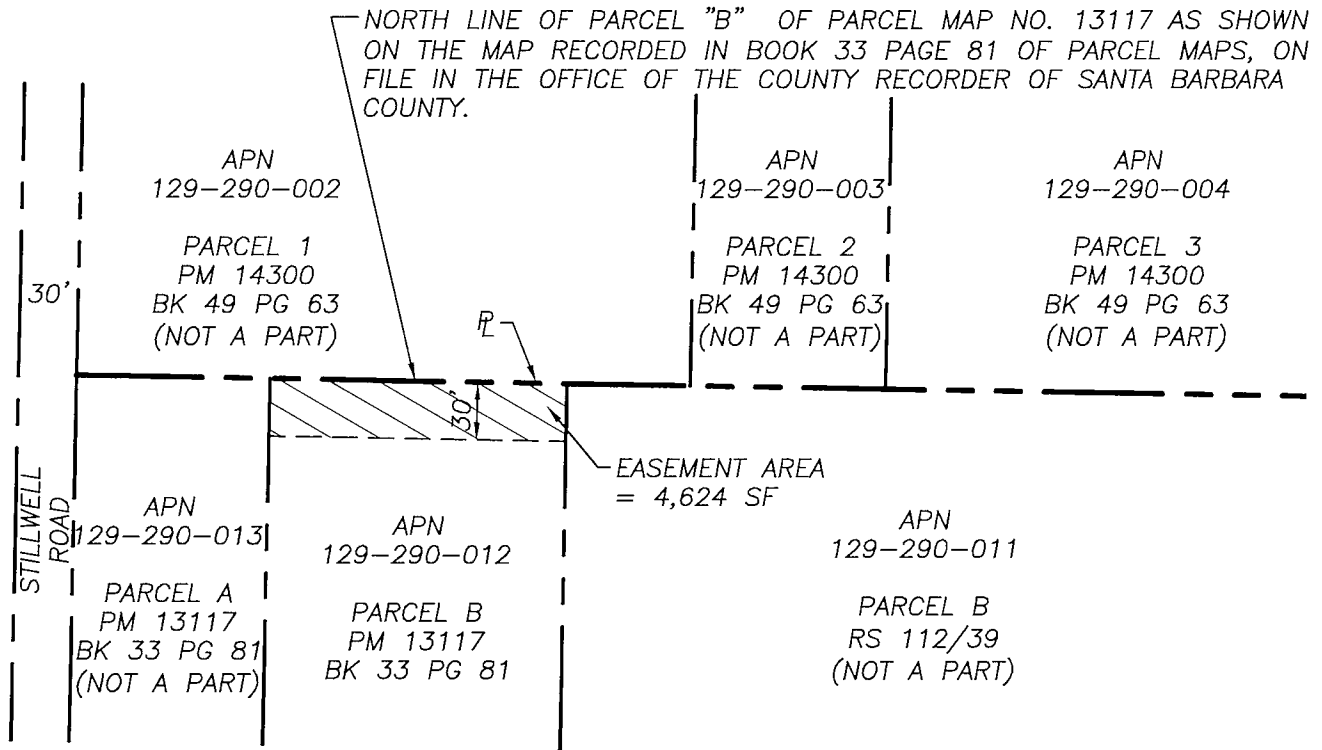 NORTH LINE OF PARCEL "B" OF PARCEL MAP NO. 13117 AS SHOWN
ON THE MAP RECORDED IN BOOK 33 PAGE 81 OF PARCEL MAPS, ON
FILE IN THE OFFICE OF THE COUNTY RECORDER OF SANTA BARBARA
COUNTY.
APN
129-290-002
PARCEL 1
PM 14300
BK 49 PG 63
(NOT A PART)
APN
129-290-003
PARCEL 2
PM 14300
BK 49 PG 63
(NOT A PART)
APN
129-290-004
PARCEL 3
PM 14300
BK 49 PG 63
(NOT A PART)
30'
PL
30'
EASEMENT AREA
= 4,624 SF
STILLWELL
ROAD
APN
129-290-013
PARCEL A
PM 13117
BK 33 PG 81
(NOT A PART)
APN
129-290-012
PARCEL B
PM 13117
BK 33 PG 81
APN
129-290-011
PARCEL B
RS 112/39
(NOT A PART)